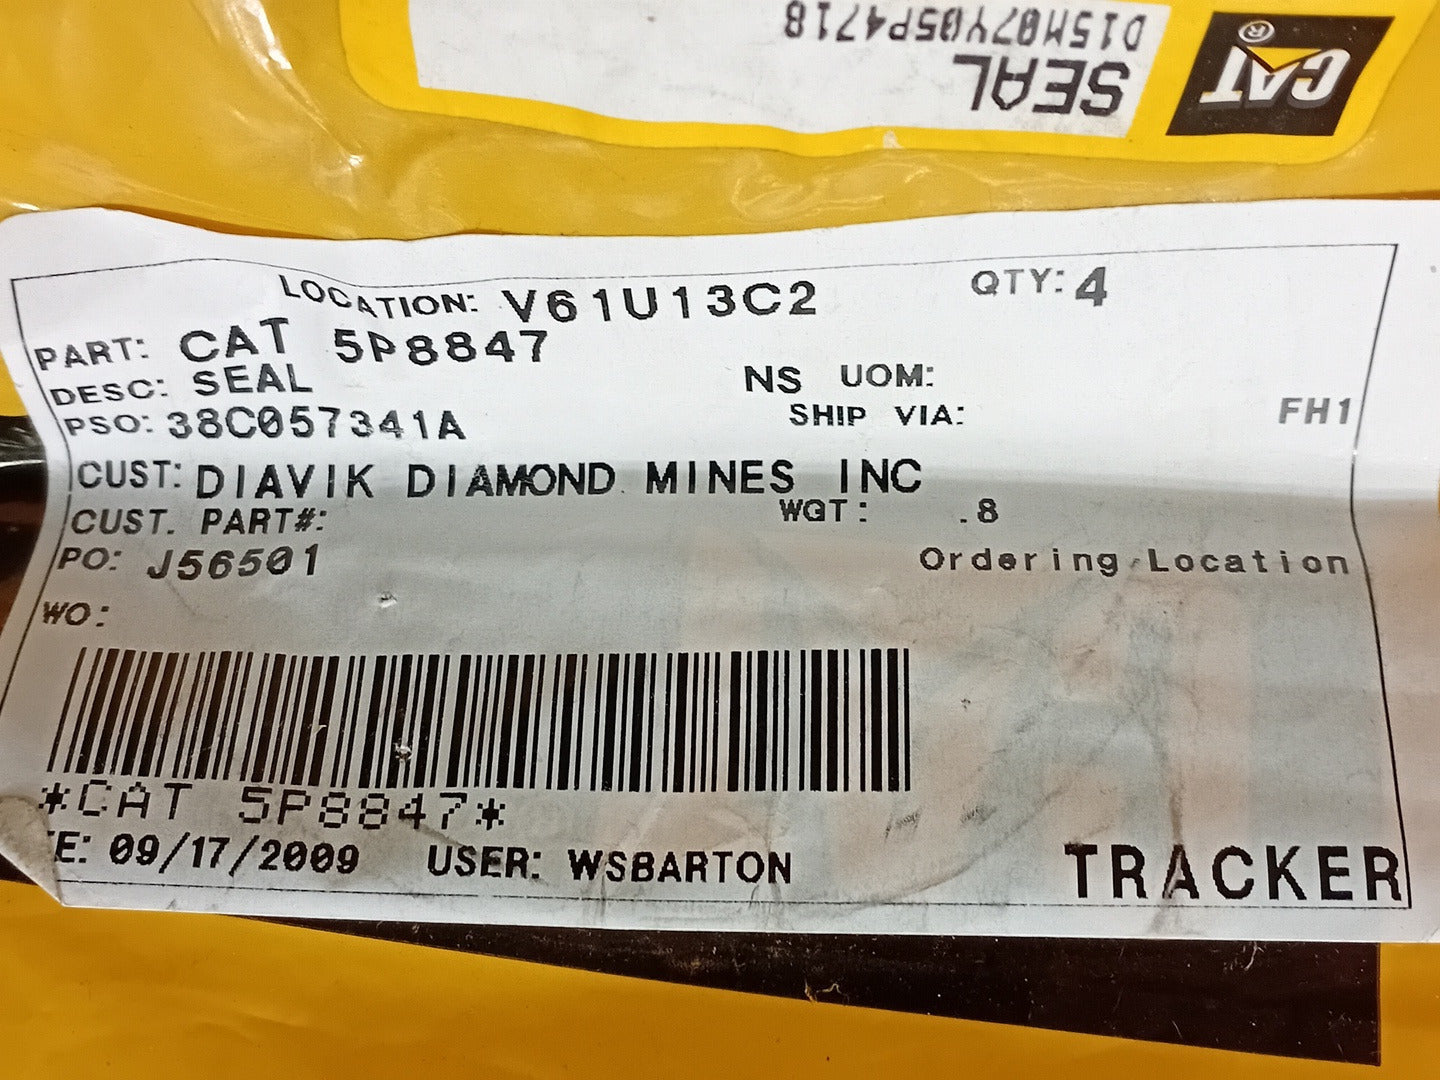 CAT ®
SEAL
D15M07Y05P4718
LOCATION: V61U13C2 QTY: 4
PART: CAT 5P8847
DESC: SEAL NS UOM:
PSO: 38C057341A SHIP VIA: FH1
CUST: DIAVIK DIAMOND MINES INC
CUST. PART#: WGT: .8
PO: J56501 Ordering Location
WO:
*CAT 5P8847*
E: 09/17/2009 USER: WSBARTON TRACKER